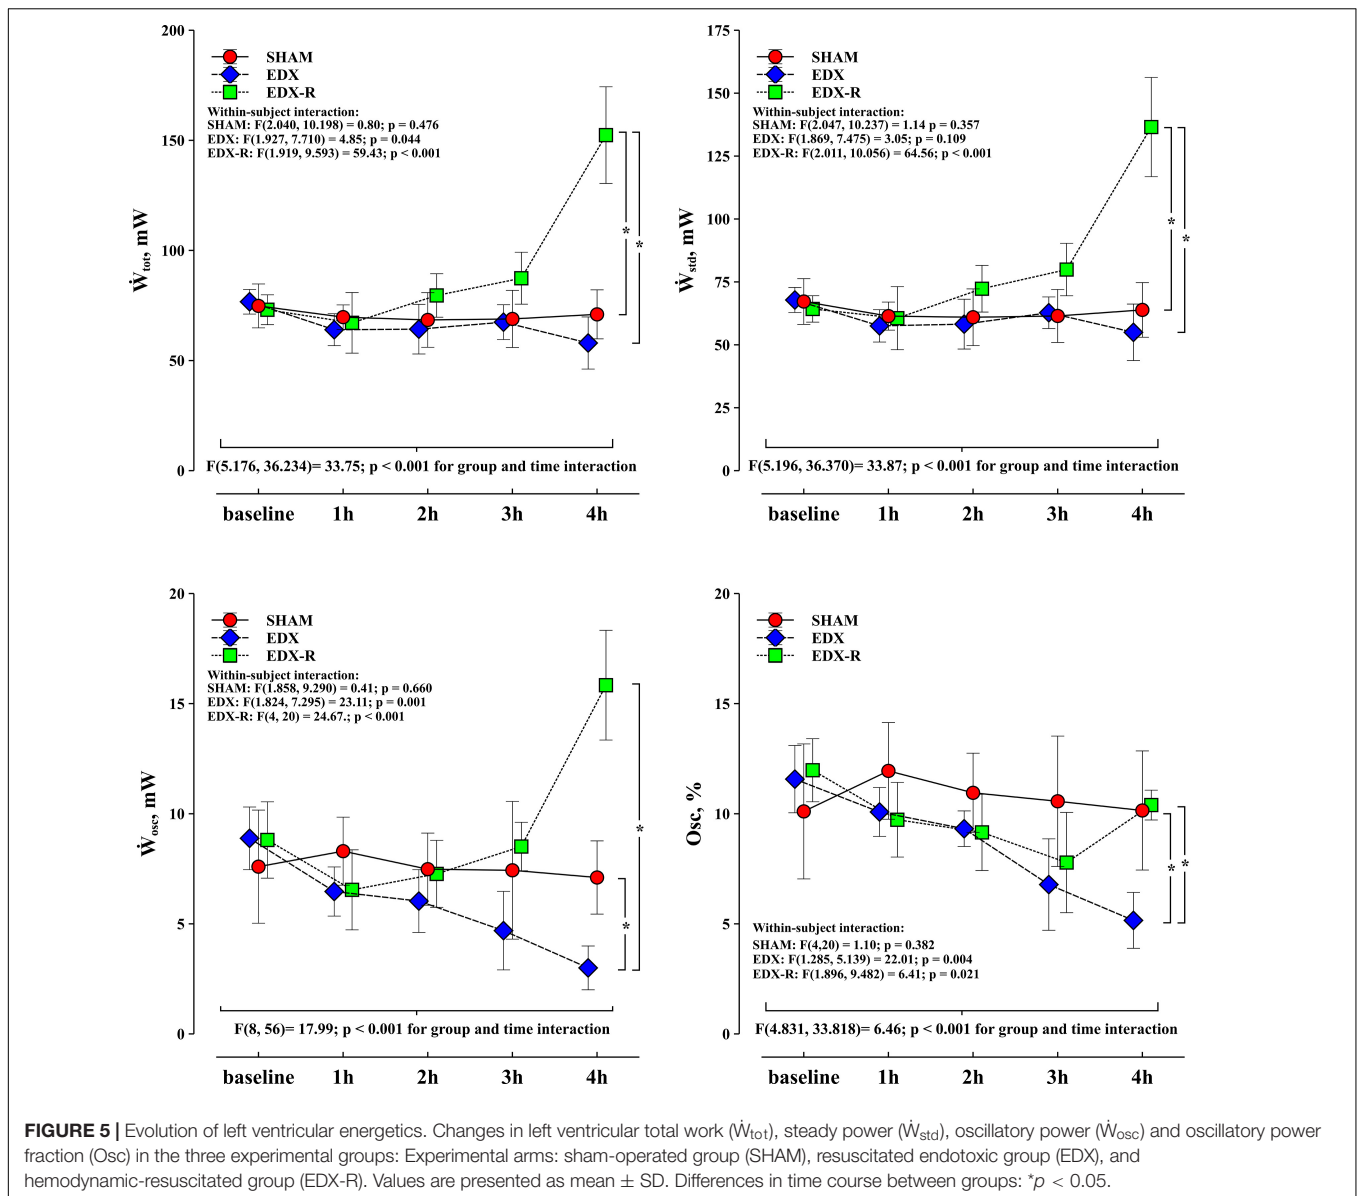 200
150
100
50
0
Ẇtot, mW
SHAM
EDX
EDX-R
Within-subject interaction:
SHAM: F(2.040, 10.198) = 0.80; p = 0.476
EDX: F(1.927, 7.710) = 4.85; p = 0.044
EDX-R: F(1.919, 9.593) = 59.43; p < 0.001
*
*
F(5.176, 36.234)= 33.75; p < 0.001 for group and time interaction
baseline 1h 2h 3h 4h
175
150
125
100
75
50
25
0
Ẇstd, mW
SHAM
EDX
EDX-R
Within-subject interaction:
SHAM: F(2.047, 10.237) = 1.14 p = 0.357
EDX: F(1.869, 7.475) = 3.05; p = 0.109
EDX-R: F(2.011, 10.056) = 64.56; p < 0.001
*
*
F(5.196, 36.370)= 33.87; p < 0.001 for group and time interaction
baseline 1h 2h 3h 4h
20
15
10
5
0
Ẇosc, mW
SHAM
EDX
EDX-R
Within-subject interaction:
SHAM: F(1.858, 9.290) = 0.41; p = 0.660
EDX: F(1.824, 7.295) = 23.11; p = 0.001
EDX-R: F(4, 20) = 24.67.; p < 0.001
*
*
F(8, 56)= 17.99; p < 0.001 for group and time interaction
baseline 1h 2h 3h 4h
20
15
10
5
0
Osc, %
SHAM
EDX
EDX-R
*
*
Within-subject interaction:
SHAM: F(4,20) = 1.10; p = 0.382
EDX: F(1.285, 5.139) = 22.01; p = 0.004
EDX-R: F(1.896, 9.482) = 6.41; p = 0.021
F(4.831, 33.818)= 6.46; p < 0.001 for group and time interaction
baseline 1h 2h 3h 4h
FIGURE 5 | Evolution of left ventricular energetics. Changes in left ventricular total work (Ẇtot), steady power (Ẇstd), oscillatory power (Ẇosc) and oscillatory power
fraction (Osc) in the three experimental groups: Experimental arms: sham-operated group (SHAM), resuscitated endotoxic group (EDX), and
hemodynamic-resuscitated group (EDX-R). Values are presented as mean ± SD. Differences in time course between groups: *p < 0.05.